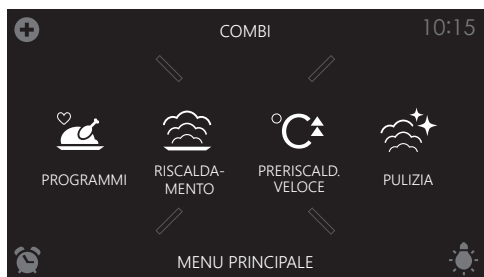 COMBI
10:15
PROGRAMMI
RISCALDA-
MENTO
PRERISCALD.
VELOCE
PULIZIA
MENU PRINCIPALE